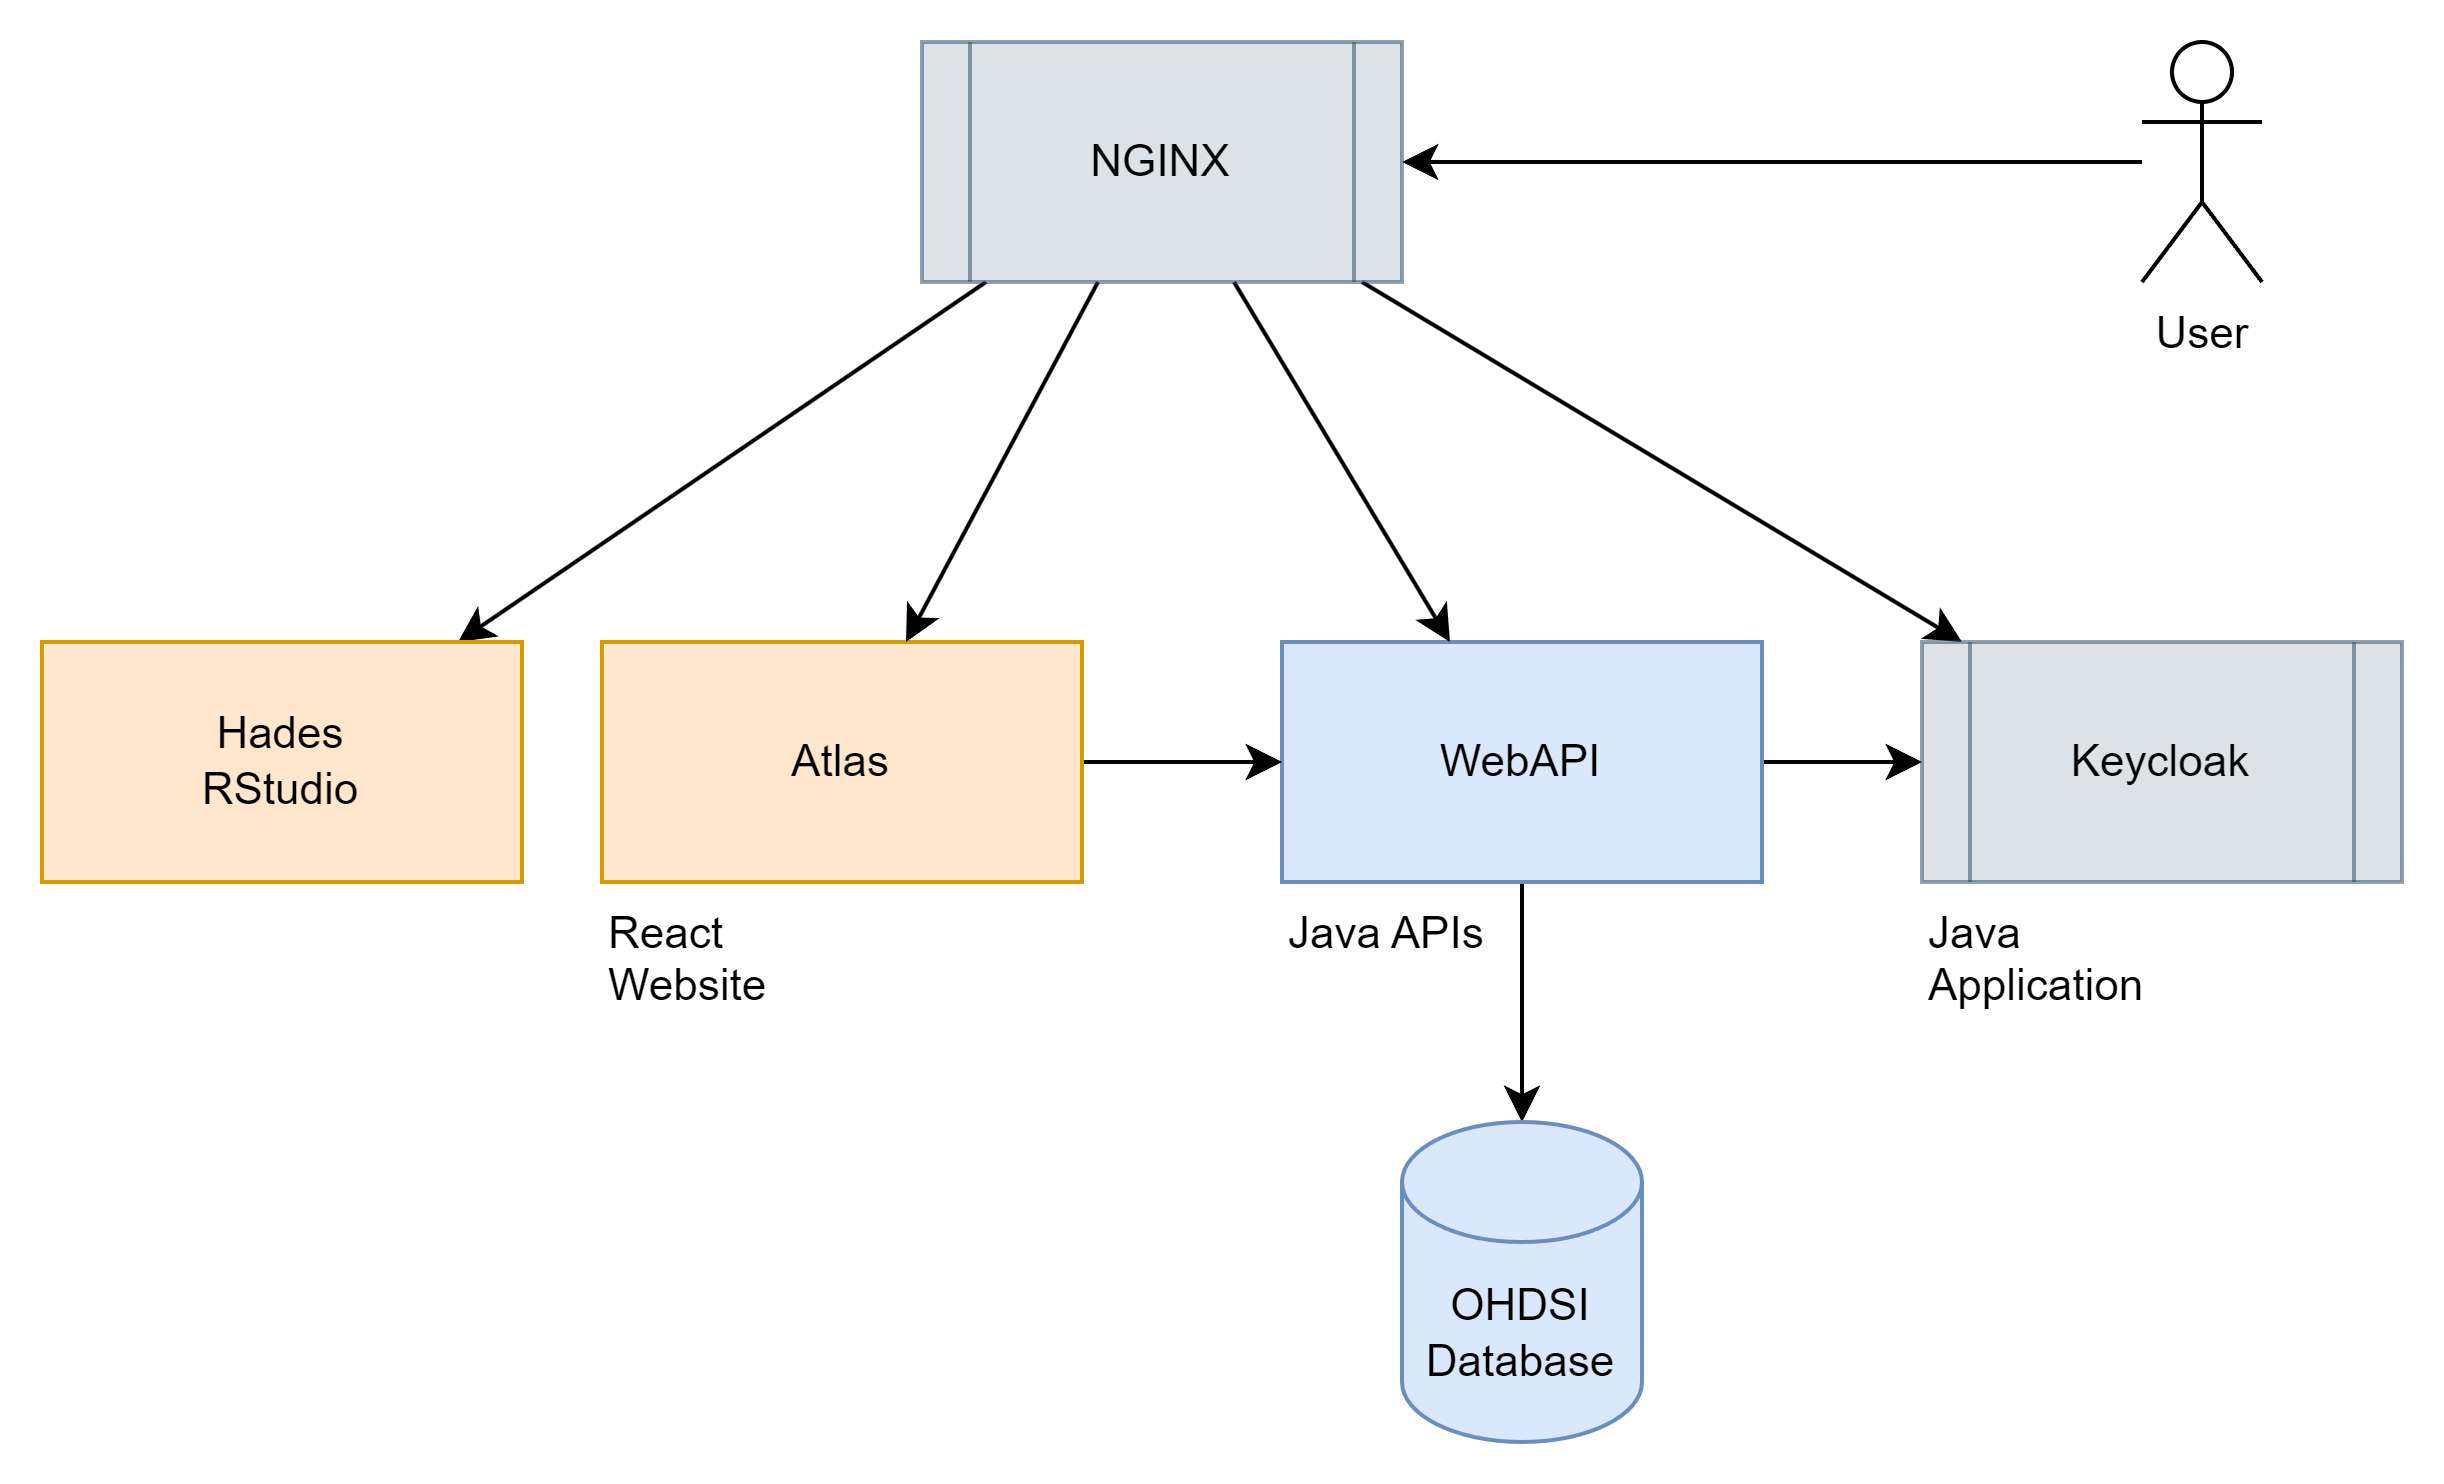 NGINX
User
Hades
RStudio
Atlas
WebAPI
Keycloak
React
Website
Java APIs
Java
Application
OHDSI
Database